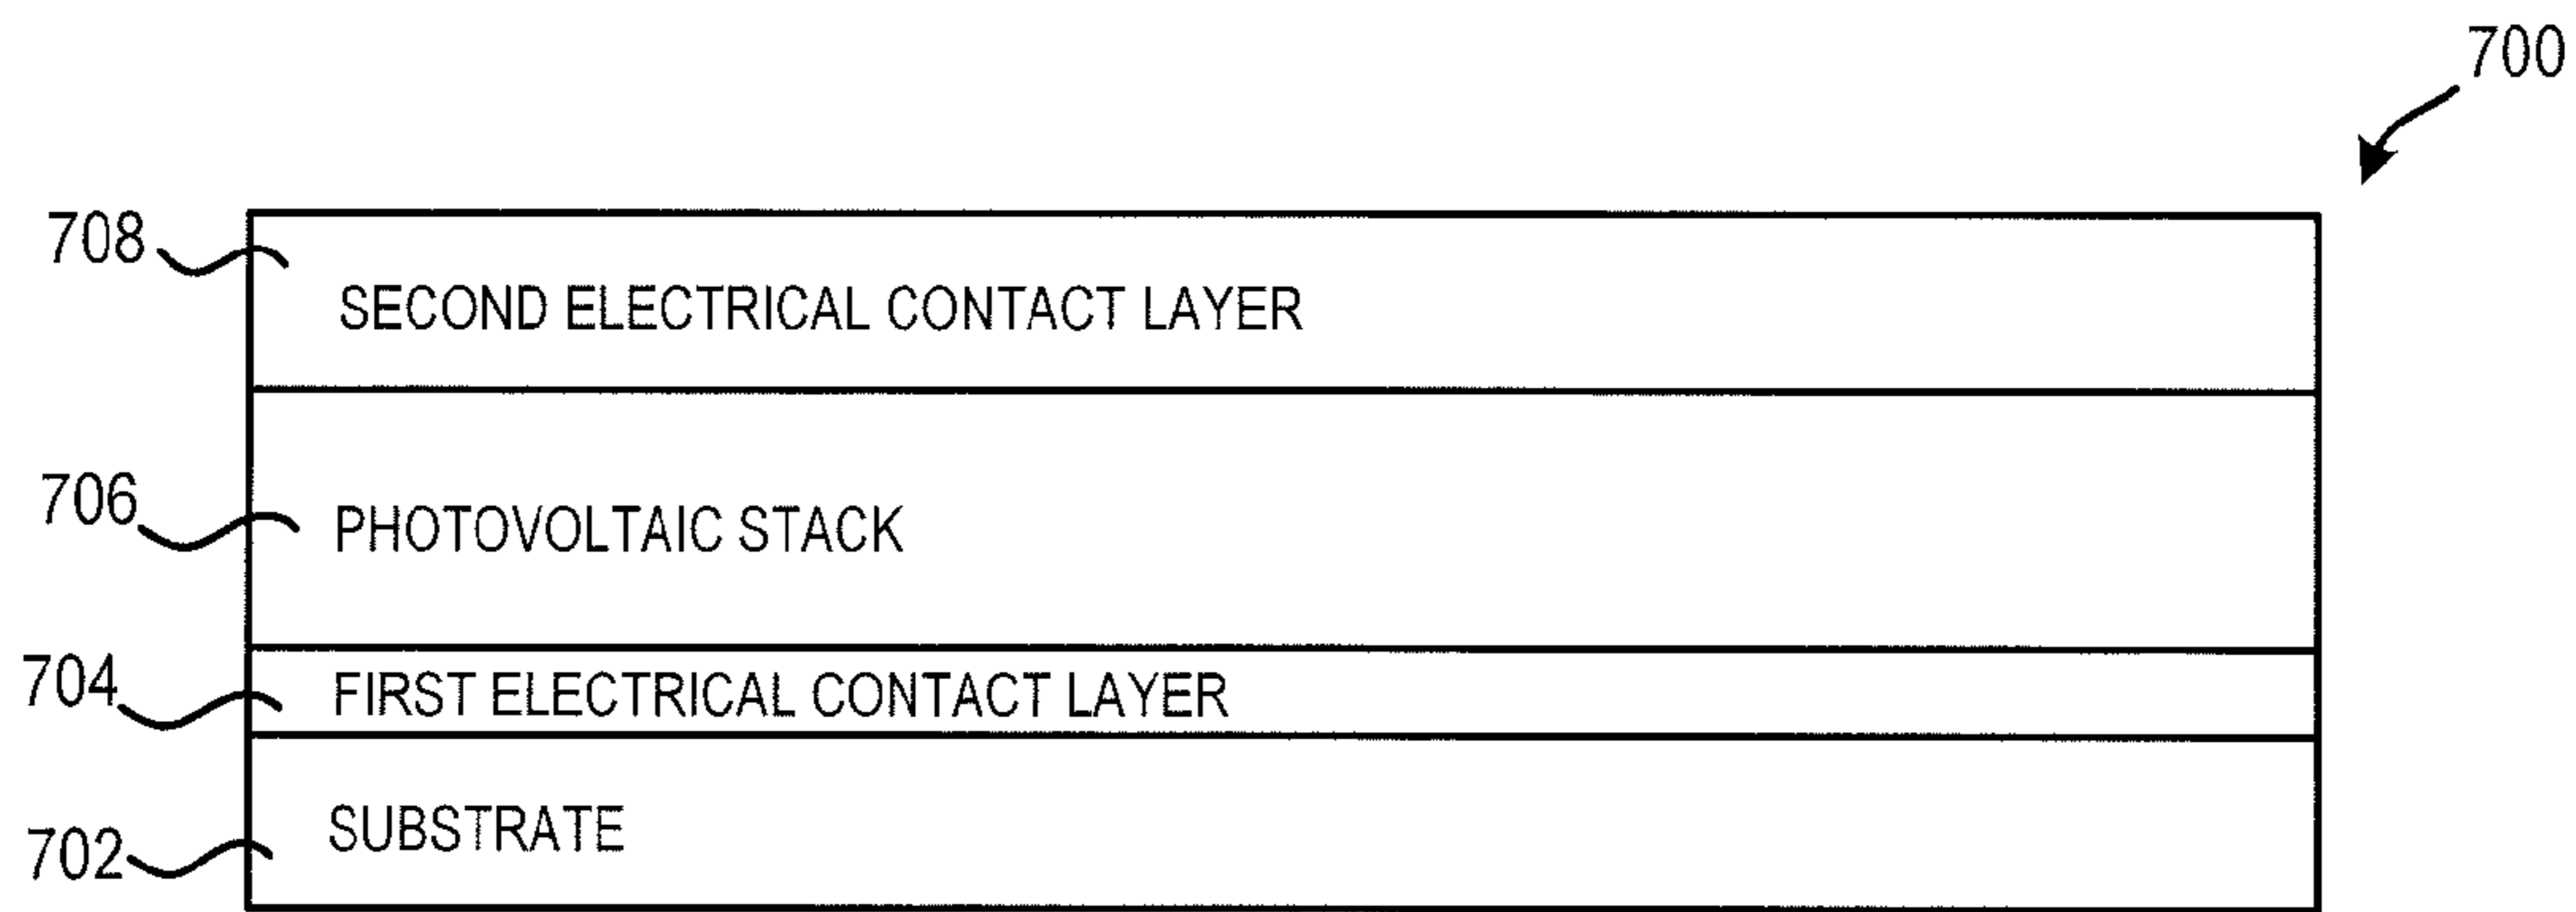 700
708
SECOND ELECTRICAL CONTACT LAYER
706
PHOTOVOLTAIC STACK
704
FIRST ELECTRICAL CONTACT LAYER
702
SUBSTRATE